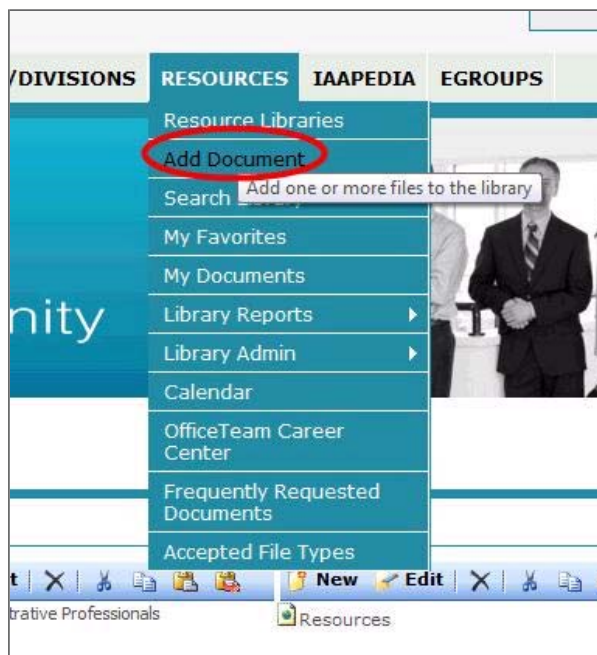 /DIVISIONS RESOURCES IAAPEDIA EGROUPS
Resource Libraries
Add Document
Add one or more files to the library
Search
My Favorites
nity
My Documents
Library Reports
Library Admin
Calendar
OfficeTeam Career
Center
Frequently Requested
Documents
Accepted File Types
t New Edit
trative Professionals Resources